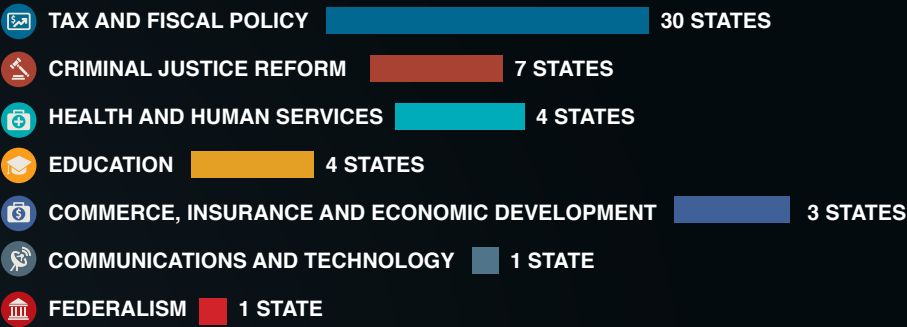 TAX AND FISCAL POLICY 30 STATES
CRIMINAL JUSTICE REFORM 7 STATES
HEALTH AND HUMAN SERVICES 4 STATES
EDUCATION 4 STATES
COMMERCE, INSURANCE AND ECONOMIC DEVELOPMENT 3 STATES
COMMUNICATIONS AND TECHNOLOGY 1 STATE
FEDERALISM 1 STATE